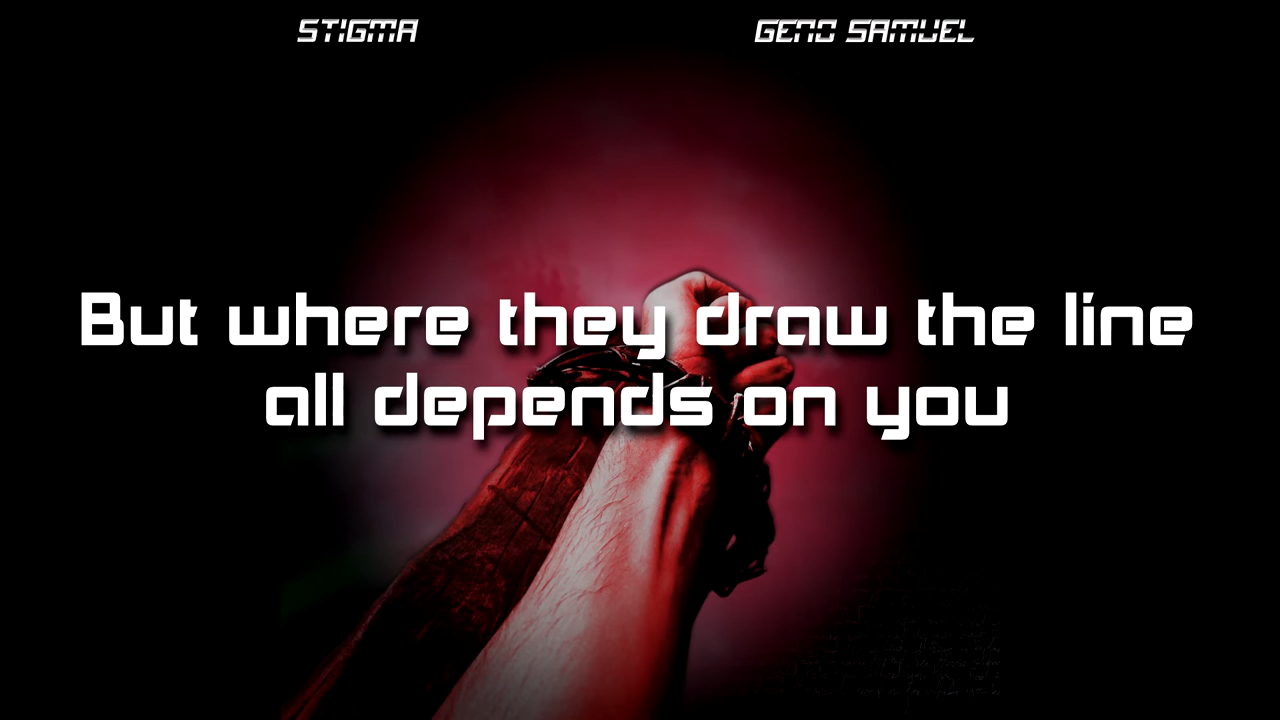 STIGMA
GENO SAMUEL
But where they draw the line
all depends on you